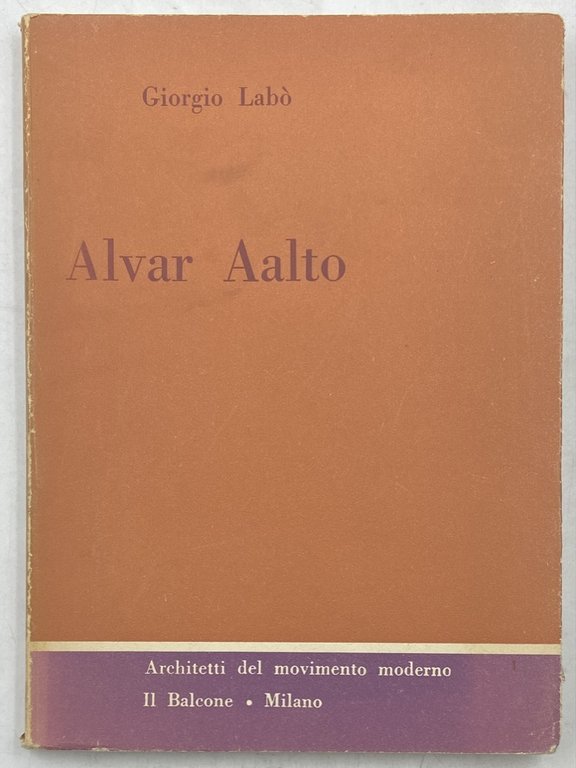 Giorgio Labò
Alvar Aalto
Architetti del movimento moderno
Il Balcone • Milano